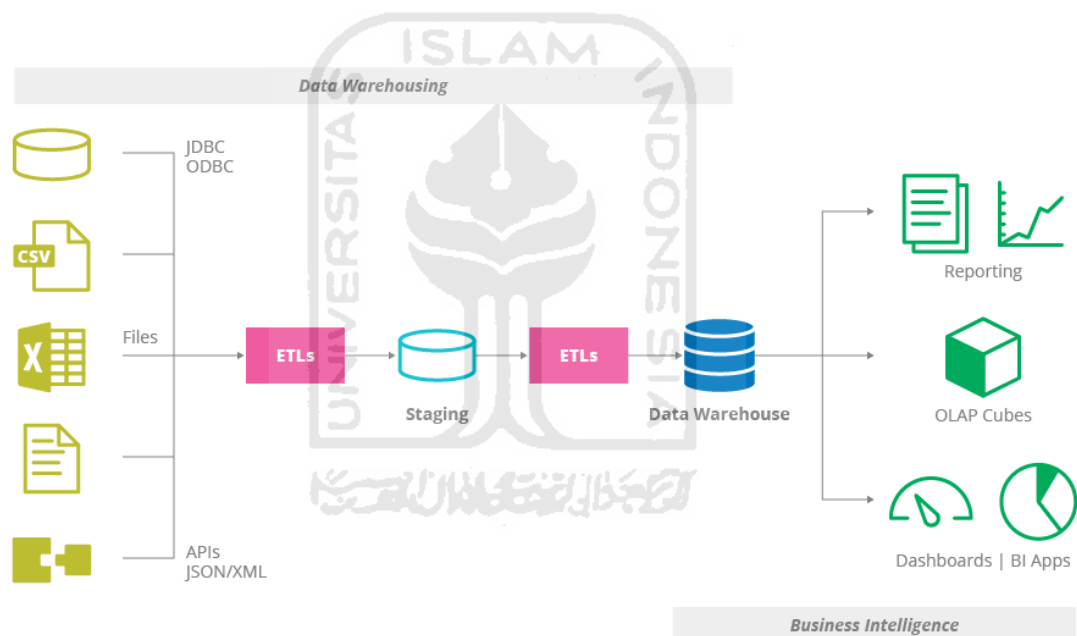 ISLAM
UNIVERSITAS
INDONESIA
Data Warehousing
JDBC
ODBC
CSV
X
Files
ETLs
Staging
ETLs
Data Warehouse
APIs
JSON/XML
Reporting
OLAP Cubes
Dashboards | BI Apps
Business Intelligence